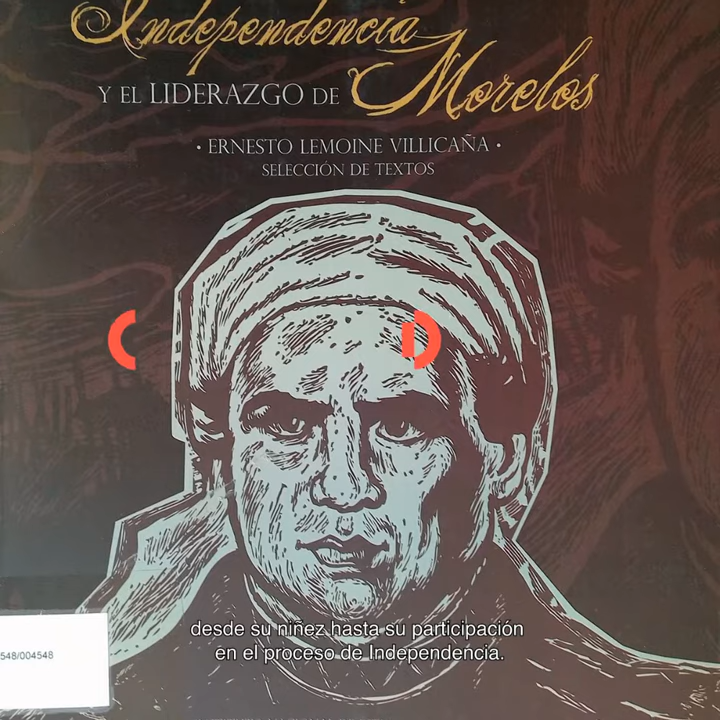 Independencia
Y EL LIDERAZGO DE Morelos
• ERNESTO LEMOINE VILLICAÑA •
SELECCIÓN DE TEXTOS
548/004548
desde su niñez hasta su participación
en el proceso de Independencia.